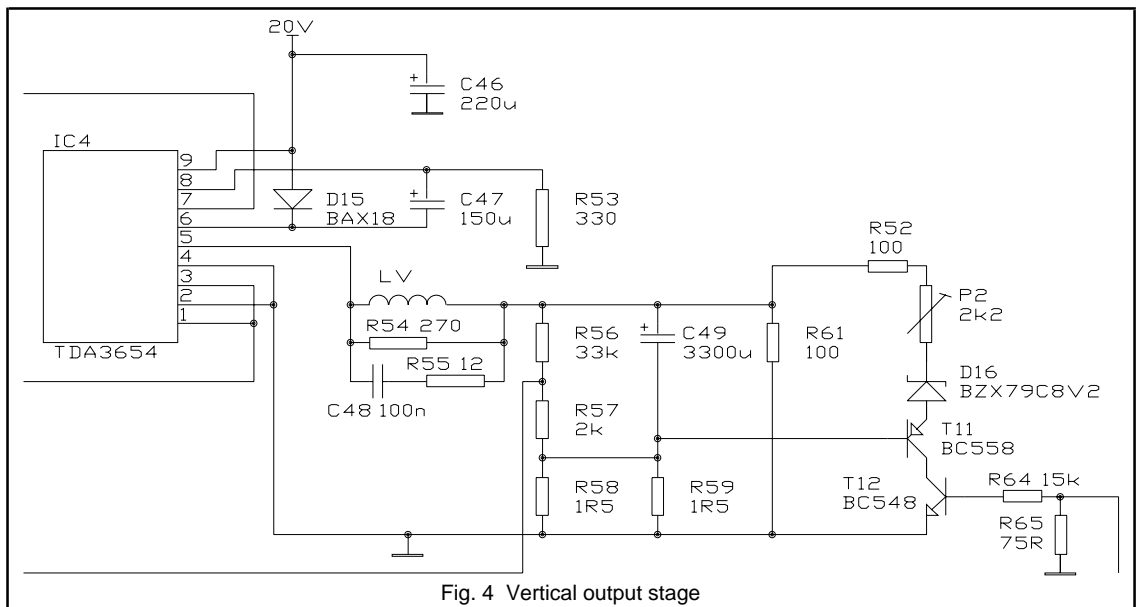 20V
C46
220u
IC4
9
8
7
6
5
4
3
2
1
TDA3654
D15
BAX18
C47
150u
R53
330
LV
R54 270
R55 12
C48 100n
R56
33k
R57
2k
R58
1R5
C49
3300u
R59
1R5
R61
100
R52
100
P2
2k2
D16
BZX79C8V2
T11
BC558
T12
BC548
R64 15k
R65
75R
Fig. 4 Vertical output stage